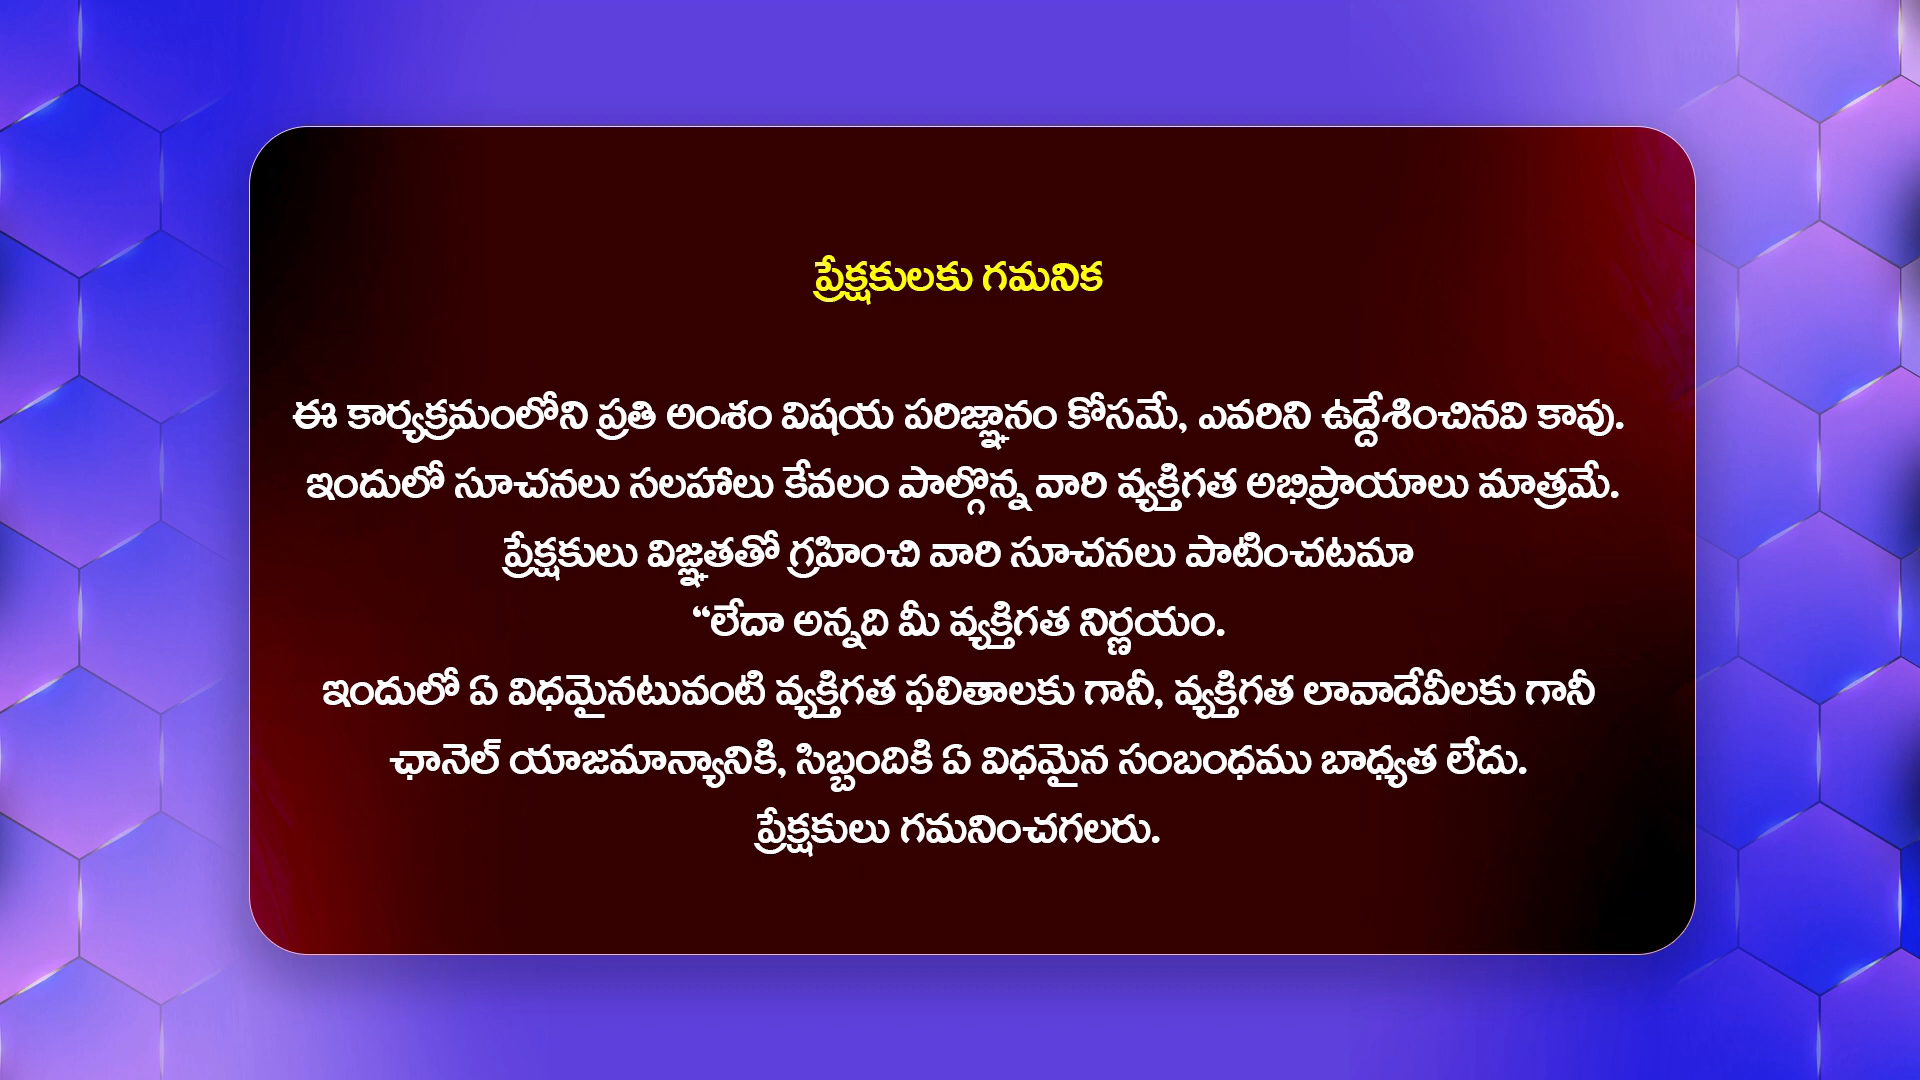 ప్రేక్షకులకు గమనిక
ఈ కార్యక్రమంలోని ప్రతి అంశం విషయ పరిజ్ఞానం కోసమే, ఎవరిని ఉద్దేశించినవి కావు.
ఇందులో సూచనలు సలహాలు కేవలం పాల్గొన్న వారి వ్యక్తిగత అభిప్రాయాలు మాత్రమే.
ప్రేక్షకులు విజ్ఞతతో గ్రహించి వారి సూచనలు పాటించటమా
“లేదా అన్నది మీ వ్యక్తిగత నిర్ణయం.
ఇందులో ఏ విధమైనటువంటి వ్యక్తిగత ఫలితాలకు గానీ, వ్యక్తిగత లావాదేవీలకు గానీ
ఛానెల్ యాజమాన్యానికి, సిబ్బందికి ఏ విధమైన సంబంధము బాధ్యత లేదు.
ప్రేక్షకులు గమనించగలరు.